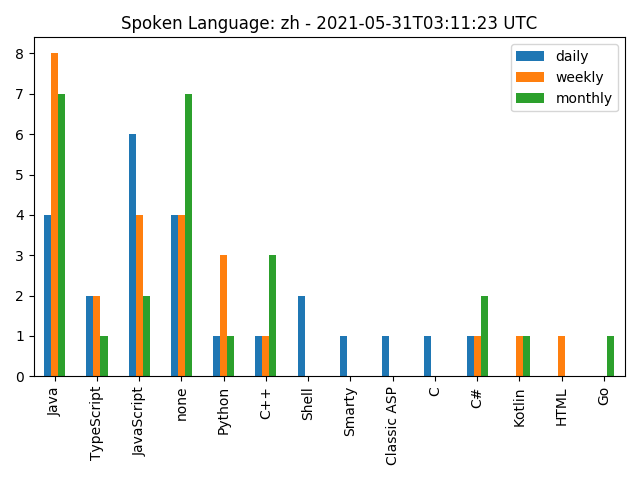 Spoken Language: zh - 2021-05-31T03:11:23 UTC
daily
weekly
monthly
8
7
6
5
4
3
2
1
0
Java
TypeScript
JavaScript
none
Python
C++
Shell
Smarty
Classic ASP
C
C#
Kotlin
HTML
Go